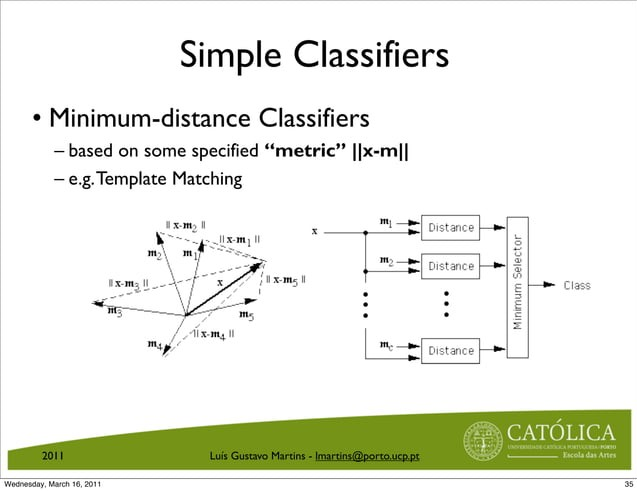 Simple Classifiers
• Minimum-distance Classifiers
– based on some specified “metric” ||x-m||
– e.g. Template Matching
|| x-m2 ||
|| x-m1 ||
m2
m1
|| x-m3 ||
x
|| x-m5 ||
m3
m5
|| x-m4 ||
m4
x
m1
Distance
m2
Distance
mc
Distance
Minimum Selector
Class
2011
Luís Gustavo Martins - lmartins@porto.ucp.pt
CATÓLICA
UNIVERSIDADE CATÓLICA PORTUGUESA | PORTO
Escola das Artes
Wednesday, March 16, 2011
35